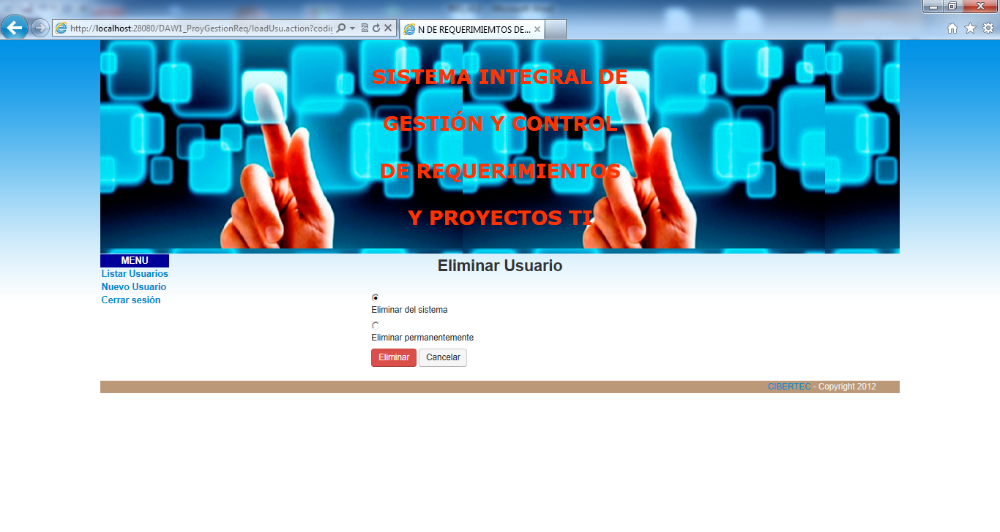 http://localhost:28080/DAW1_ProyGestionReq/loadUsu.action?codig
N DE REQUERIMIEMTOS DE...
SISTEMA INTEGRAL DE
GESTIÓN Y CONTROL
DE REQUERIMIENTOS
Y PROYECTOS TI
MENU
Listar Usuarios
Nuevo Usuario
Cerrar sesión
Eliminar Usuario
Eliminar del sistema
Eliminar permanentemente
Eliminar Cancelar
CIBERTEC - Copyright 2012